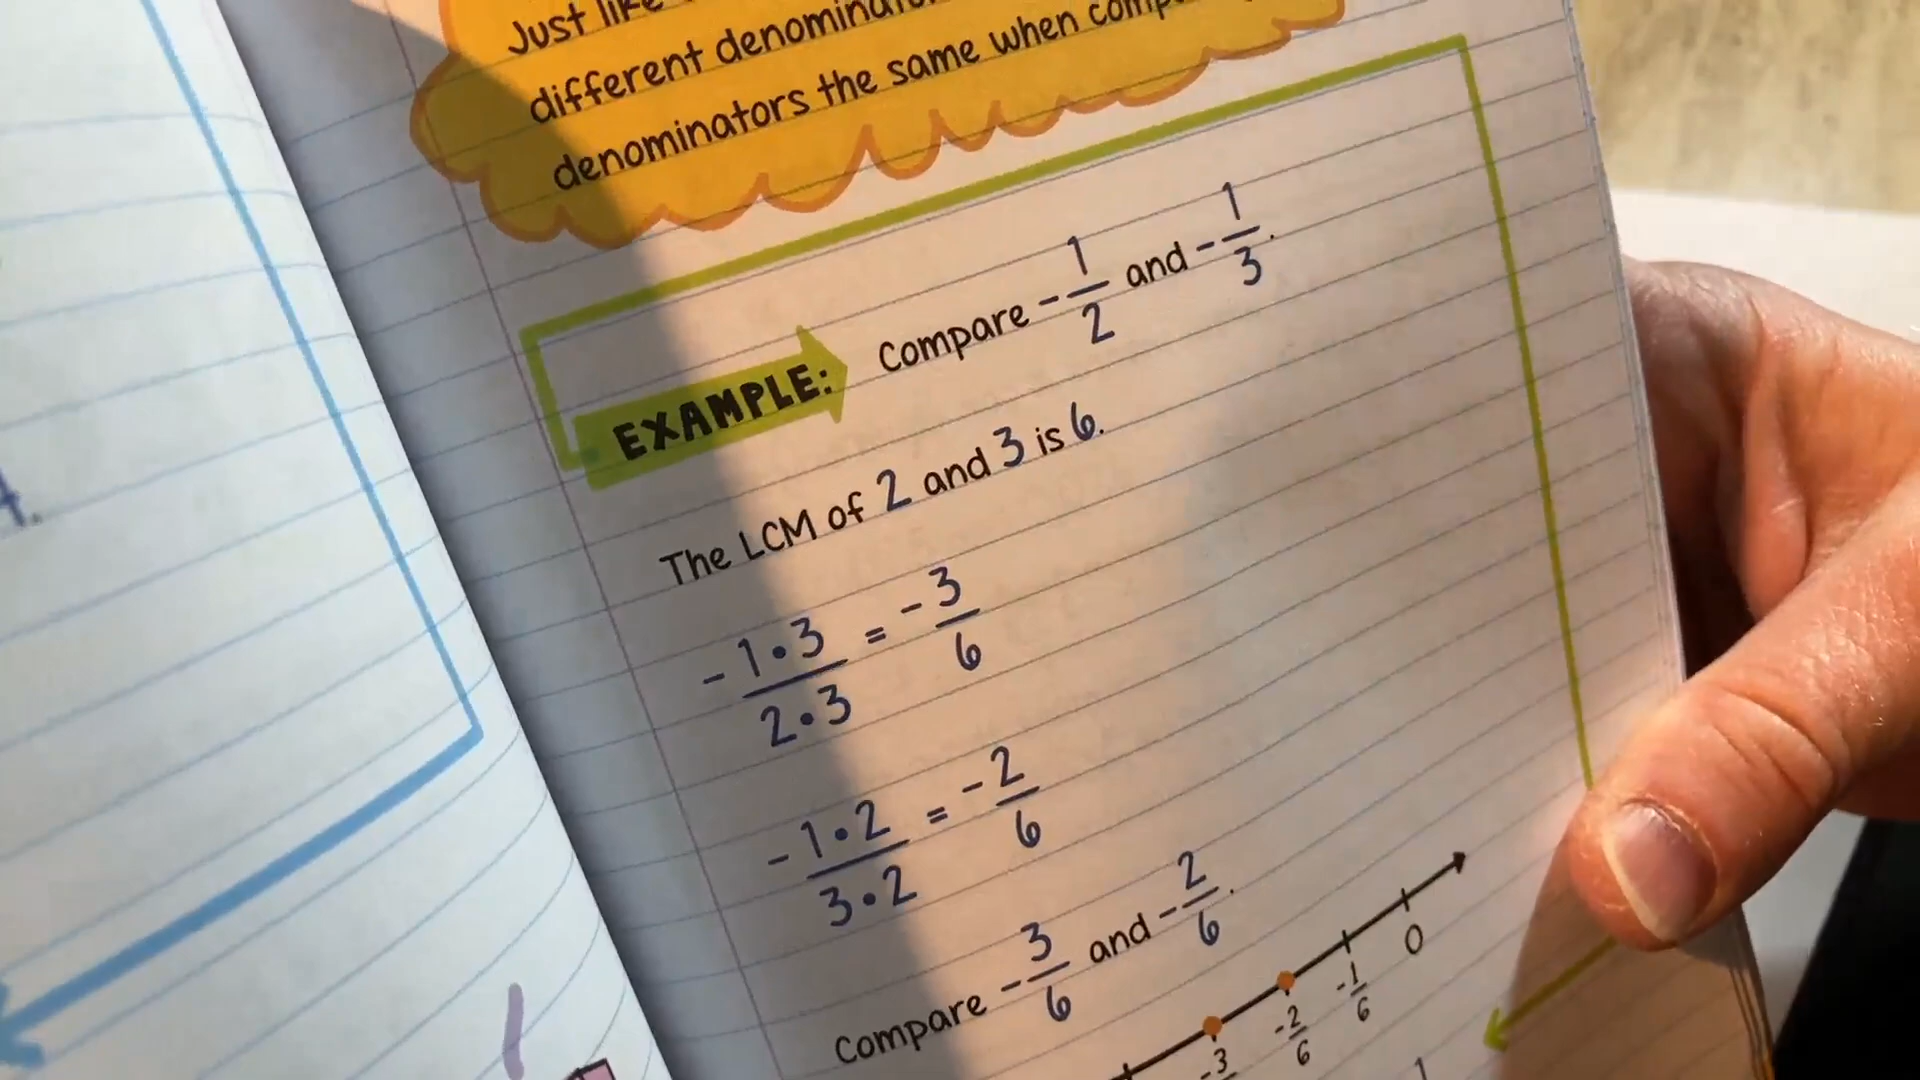 Just like
different denominator
denominators the same when comp
EXAMPLE: Compare -1/2 and -1/3.
The LCM of 2 and 3 is 6.
-1•3/2•3 = -3/6
-1•2/3•2 = -2/6
Compare -3/6 and -2/6.
-3 -2/6 -1/6 0
1